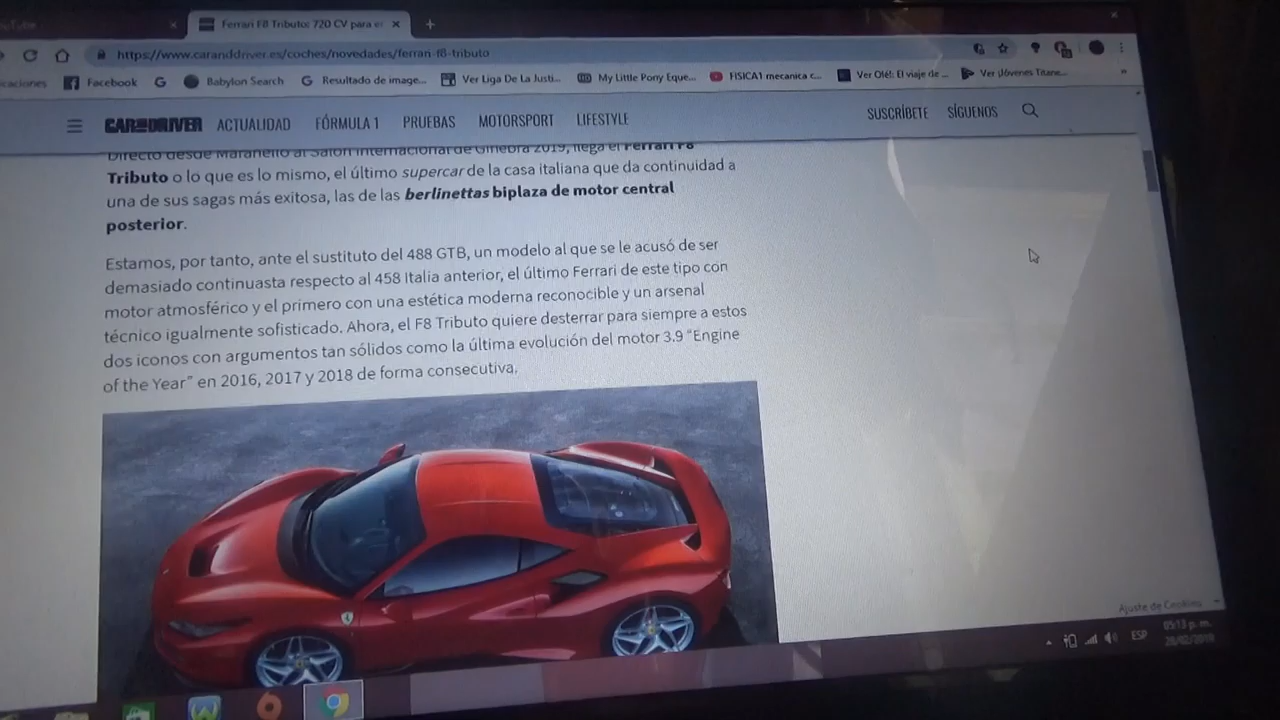 Ferrari F8 Tributo: 720 CV para e
https://www.caranddriver.es/coches/novedades/ferrari-f8-tributo
Facebook
Babylon Search
Resultado de image...
Ver Liga De La Justi...
My Little Pony Eque...
FISICA1 mecanica c...
Ver Olé!: El viaje de ...
Ver ¡Jóvenes Titane...
CAR AND DRIVER ACTUALIDAD FÓRMULA 1 PRUEBAS MOTORSPORT LIFESTYLE SUSCRÍBETE SÍGUENOS
Directo desde Maranello al Salón Internacional de Ginebra 2019, llega el Ferrari F8
Tributo o lo que es lo mismo, el último supercar de la casa italiana que da continuidad a
una de sus sagas más exitosa, las de las berlinettas biplaza de motor central
posterior.
Estamos, por tanto, ante el sustituto del 488 GTB, un modelo al que se le acusó de ser
demasiado continuasta respecto al 458 Italia anterior, el último Ferrari de este tipo con
motor atmosférico y el primero con una estética moderna reconocible y un arsenal
técnico igualmente sofisticado. Ahora, el F8 Tributo quiere desterrar para siempre a estos
dos iconos con argumentos tan sólidos como la última evolución del motor 3.9 “Engine
of the Year” en 2016, 2017 y 2018 de forma consecutiva.
Ajuste de Cookies
ESP
05:13 p. m.
28/02/2019